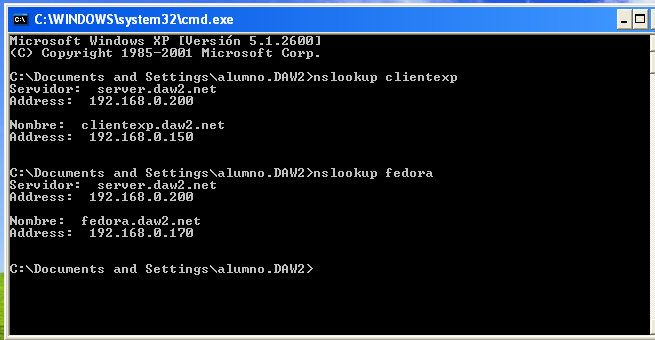 C:\WINDOWS\system32\cmd.exe
Microsoft Windows XP [Versión 5.1.2600]
(C) Copyright 1985-2001 Microsoft Corp.
C:\Documents and Settings\alumno.DAW2>nslookup clientexp
Servidor:  server.daw2.net
Address:  192.168.0.200
Nombre:  clientexp.daw2.net
Address:  192.168.0.150
C:\Documents and Settings\alumno.DAW2>nslookup fedora
Servidor:  server.daw2.net
Address:  192.168.0.200
Nombre:  fedora.daw2.net
Address:  192.168.0.170
C:\Documents and Settings\alumno.DAW2>